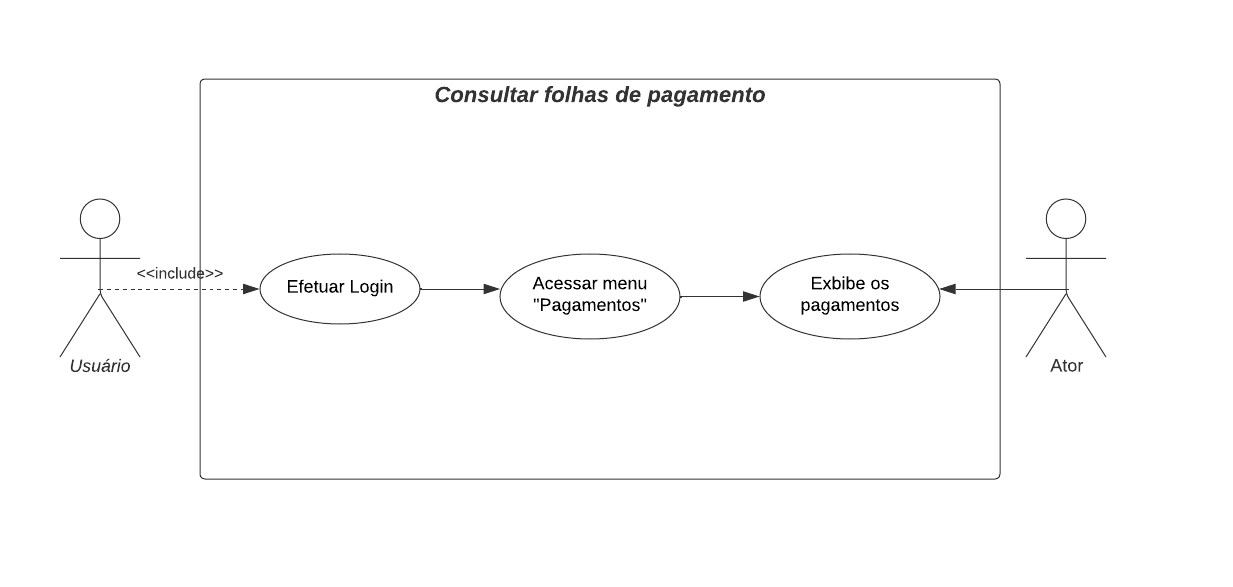 Consultar folhas de pagamento
<<include>>
Efetuar Login
Acessar menu
"Pagamentos"
Exbibe os
pagamentos
Usuário
Ator